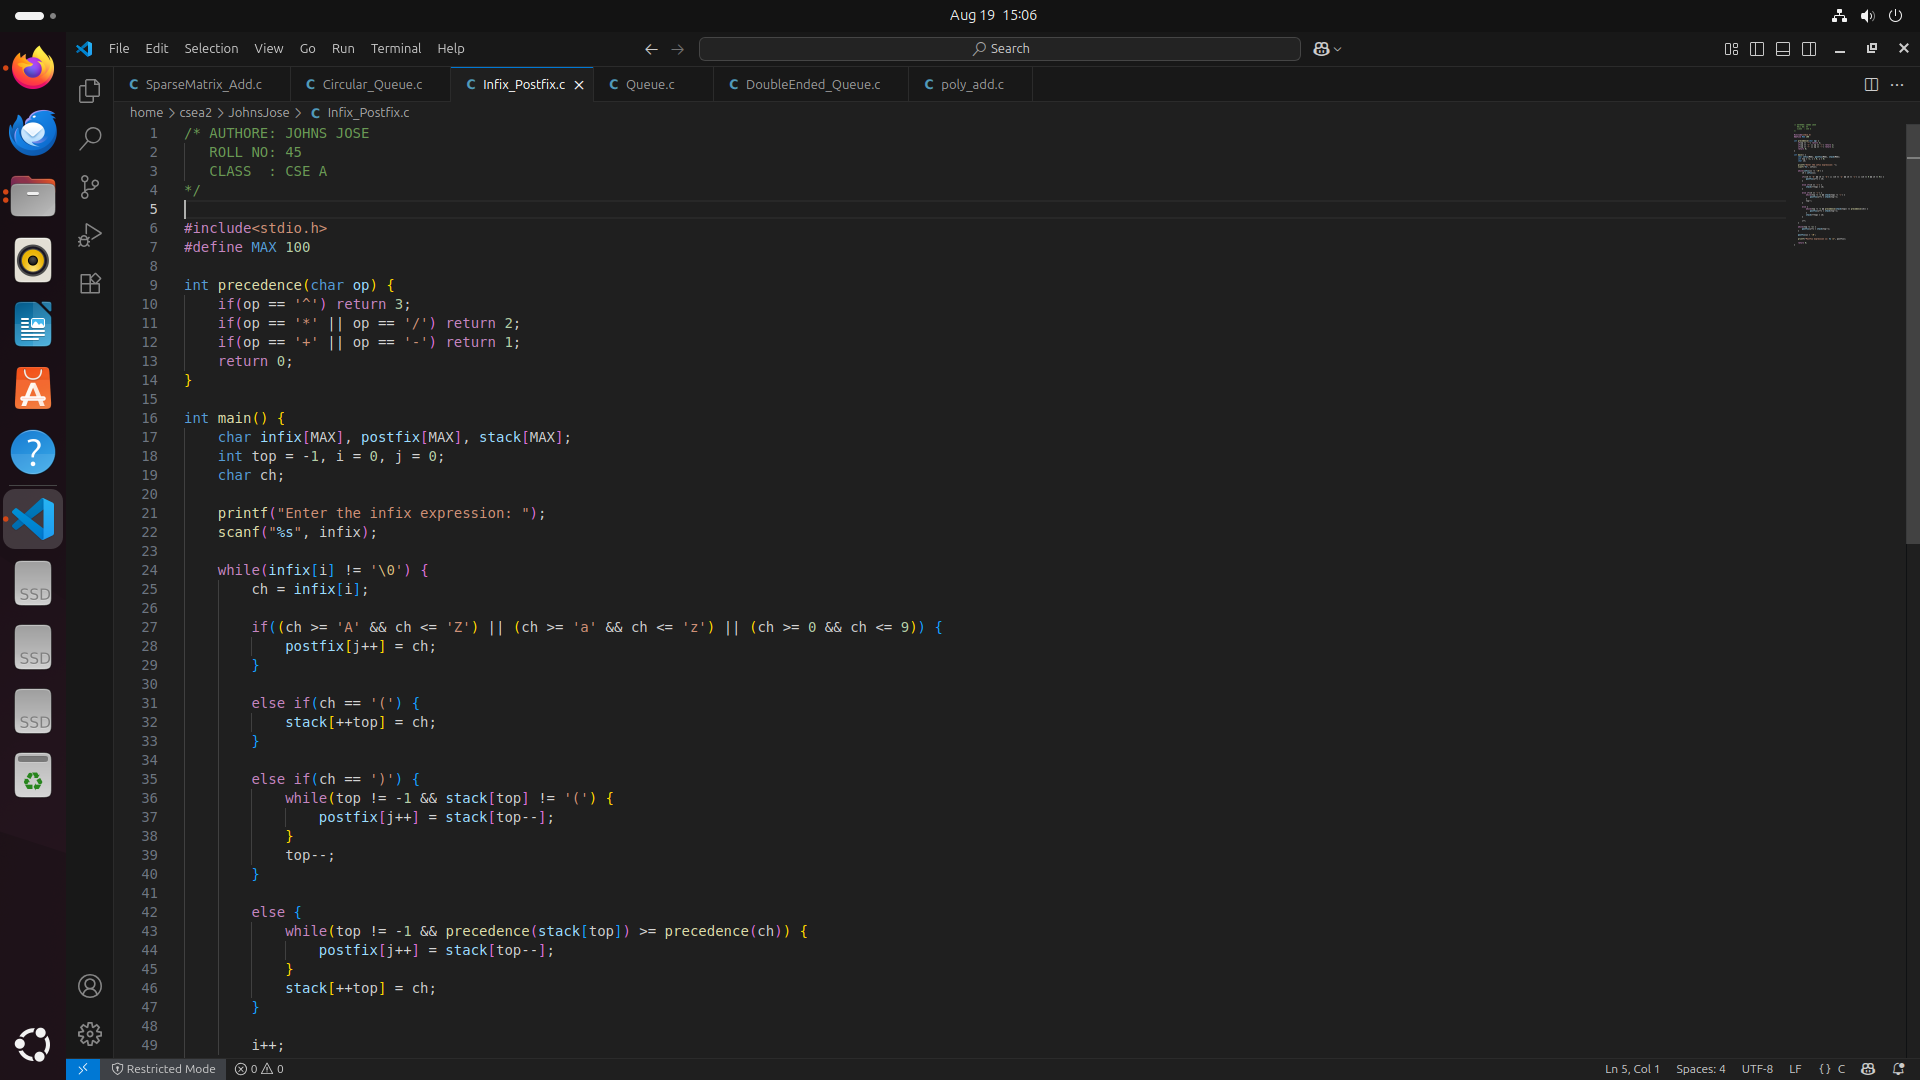 Aug 19 15:06
File Edit Selection View Go Run Terminal Help
Search
SparseMatrix_Add.c Circular_Queue.c Infix_Postfix.c Queue.c DoubleEnded_Queue.c poly_add.c
home > csea2 > JohnsJose > Infix_Postfix.c
1 /* AUTHORE: JOHNS JOSE
2    ROLL NO: 45
3    CLASS  : CSE A
4 */
5
6 #include<stdio.h>
7 #define MAX 100
8
9 int precedence(char op) {
10     if(op == '^') return 3;
11     if(op == '*' || op == '/') return 2;
12     if(op == '+' || op == '-') return 1;
13     return 0;
14 }
15
16 int main() {
17     char infix[MAX], postfix[MAX], stack[MAX];
18     int top = -1, i = 0, j = 0;
19     char ch;
20
21     printf("Enter the infix expression: ");
22     scanf("%s", infix);
23
24     while(infix[i] != '\0') {
25         ch = infix[i];
26
27         if((ch >= 'A' && ch <= 'Z') || (ch >= 'a' && ch <= 'z') || (ch >= 0 && ch <= 9)) {
28             postfix[j++] = ch;
29         }
30
31         else if(ch == '(') {
32             stack[++top] = ch;
33         }
34
35         else if(ch == ')') {
36             while(top != -1 && stack[top] != '(') {
37                 postfix[j++] = stack[top--];
38             }
39             top--;
40         }
41
42         else {
43             while(top != -1 && precedence(stack[top]) >= precedence(ch)) {
44                 postfix[j++] = stack[top--];
45             }
46             stack[++top] = ch;
47         }
48
49         i++;
SSD
SSD
SSD
Restricted Mode 0 0 Ln 5, Col 1 Spaces: 4 UTF-8 LF {} C